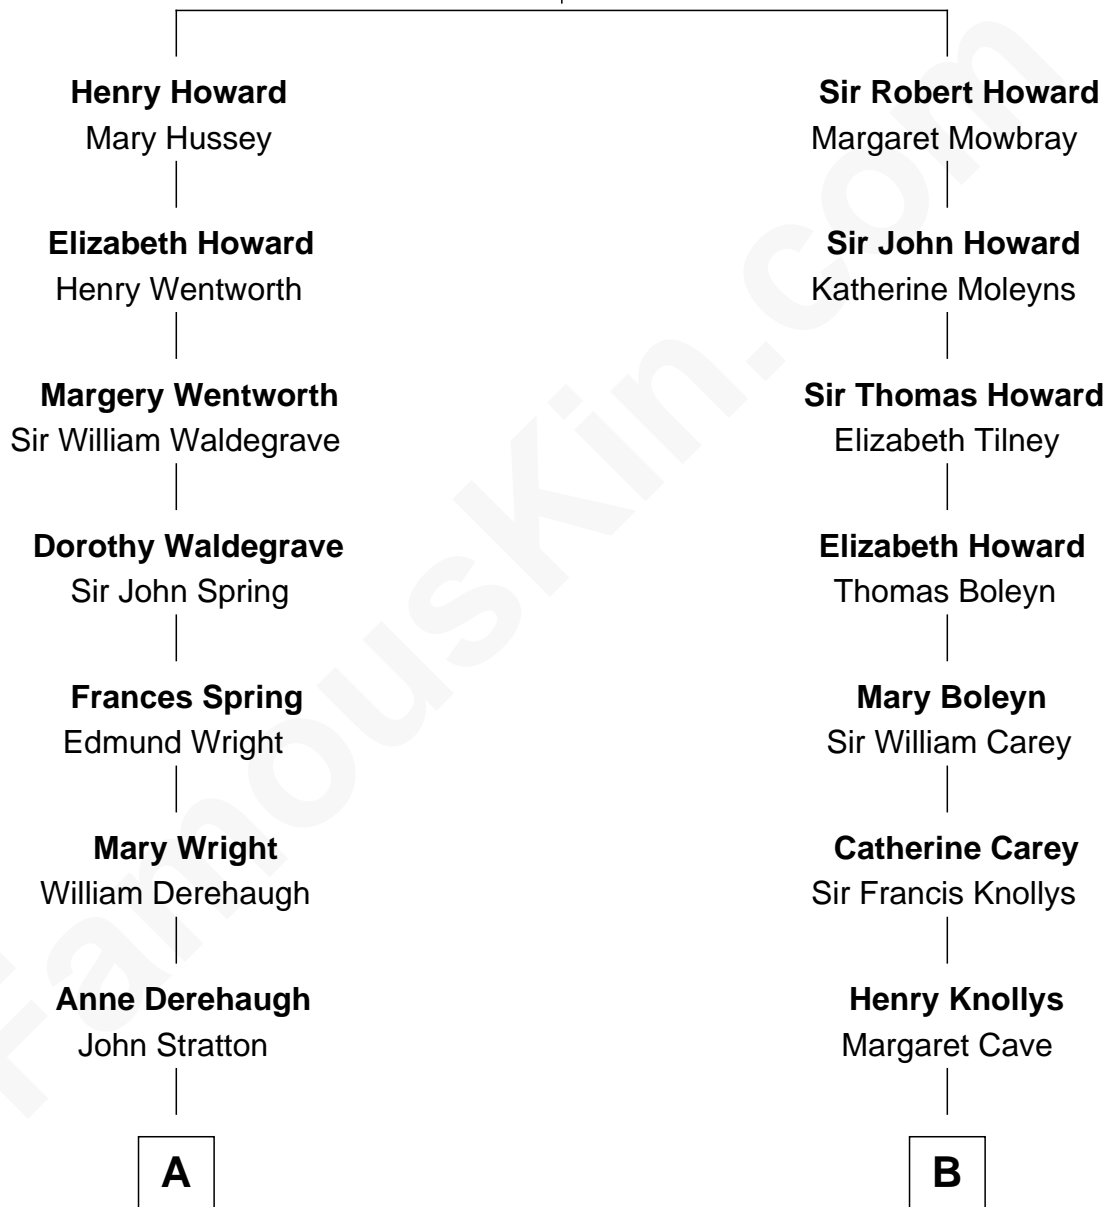 Henry Howard
Mary Hussey
Elizabeth Howard
Henry Wentworth
Margery Wentworth
Sir William Waldegrave
Dorothy Waldegrave
Sir John Spring
Frances Spring
Edmund Wright
Mary Wright
William Derehaugh
Anne Derehaugh
John Stratton
A
Sir Robert Howard
Margaret Mowbray
Sir John Howard
Katherine Moleyns
Sir Thomas Howard
Elizabeth Tilney
Elizabeth Howard
Thomas Boleyn
Mary Boleyn
Sir William Carey
Catherine Carey
Sir Francis Knollys
Henry Knollys
Margaret Cave
B
FamousKin.com